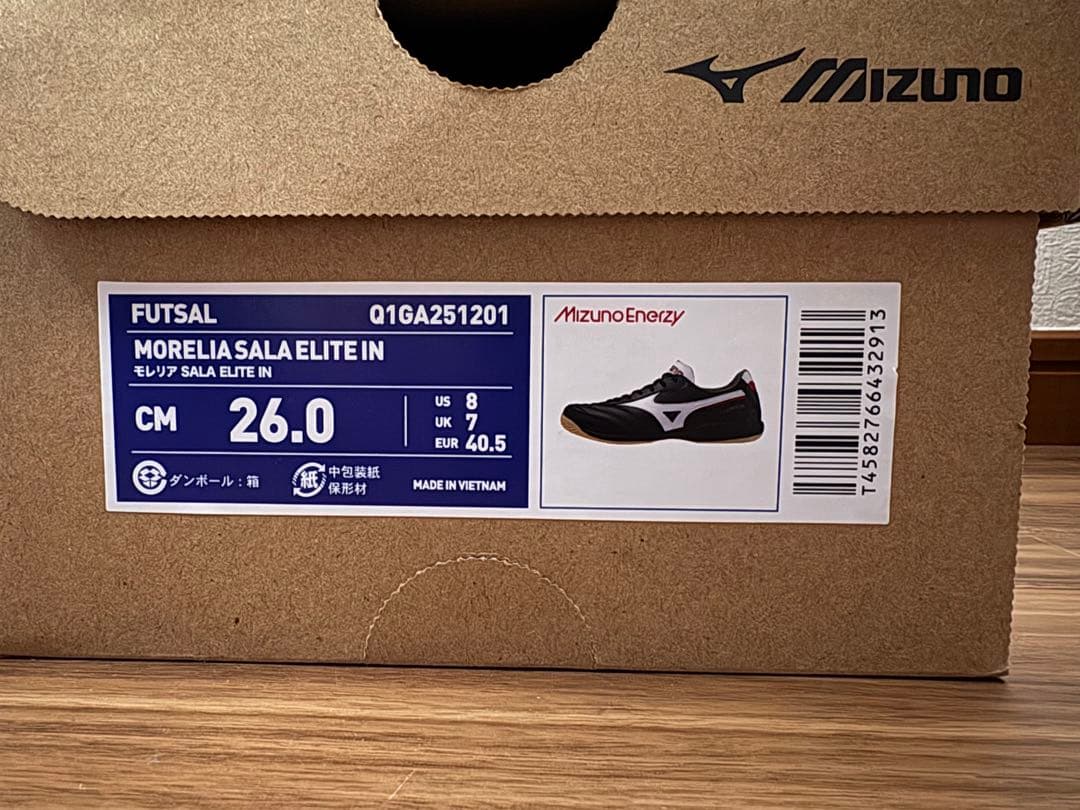 MIZUNO
FUTSAL Q1GA251201
MORELIA SALA ELITE IN
モレリア SALA ELITE IN
CM 26.0
US 8
UK 7
EUR 40.5
ダンボール：箱
紙 中包装紙
保形材
MADE IN VIETNAM
MizunoEnerzy
T4582766432913